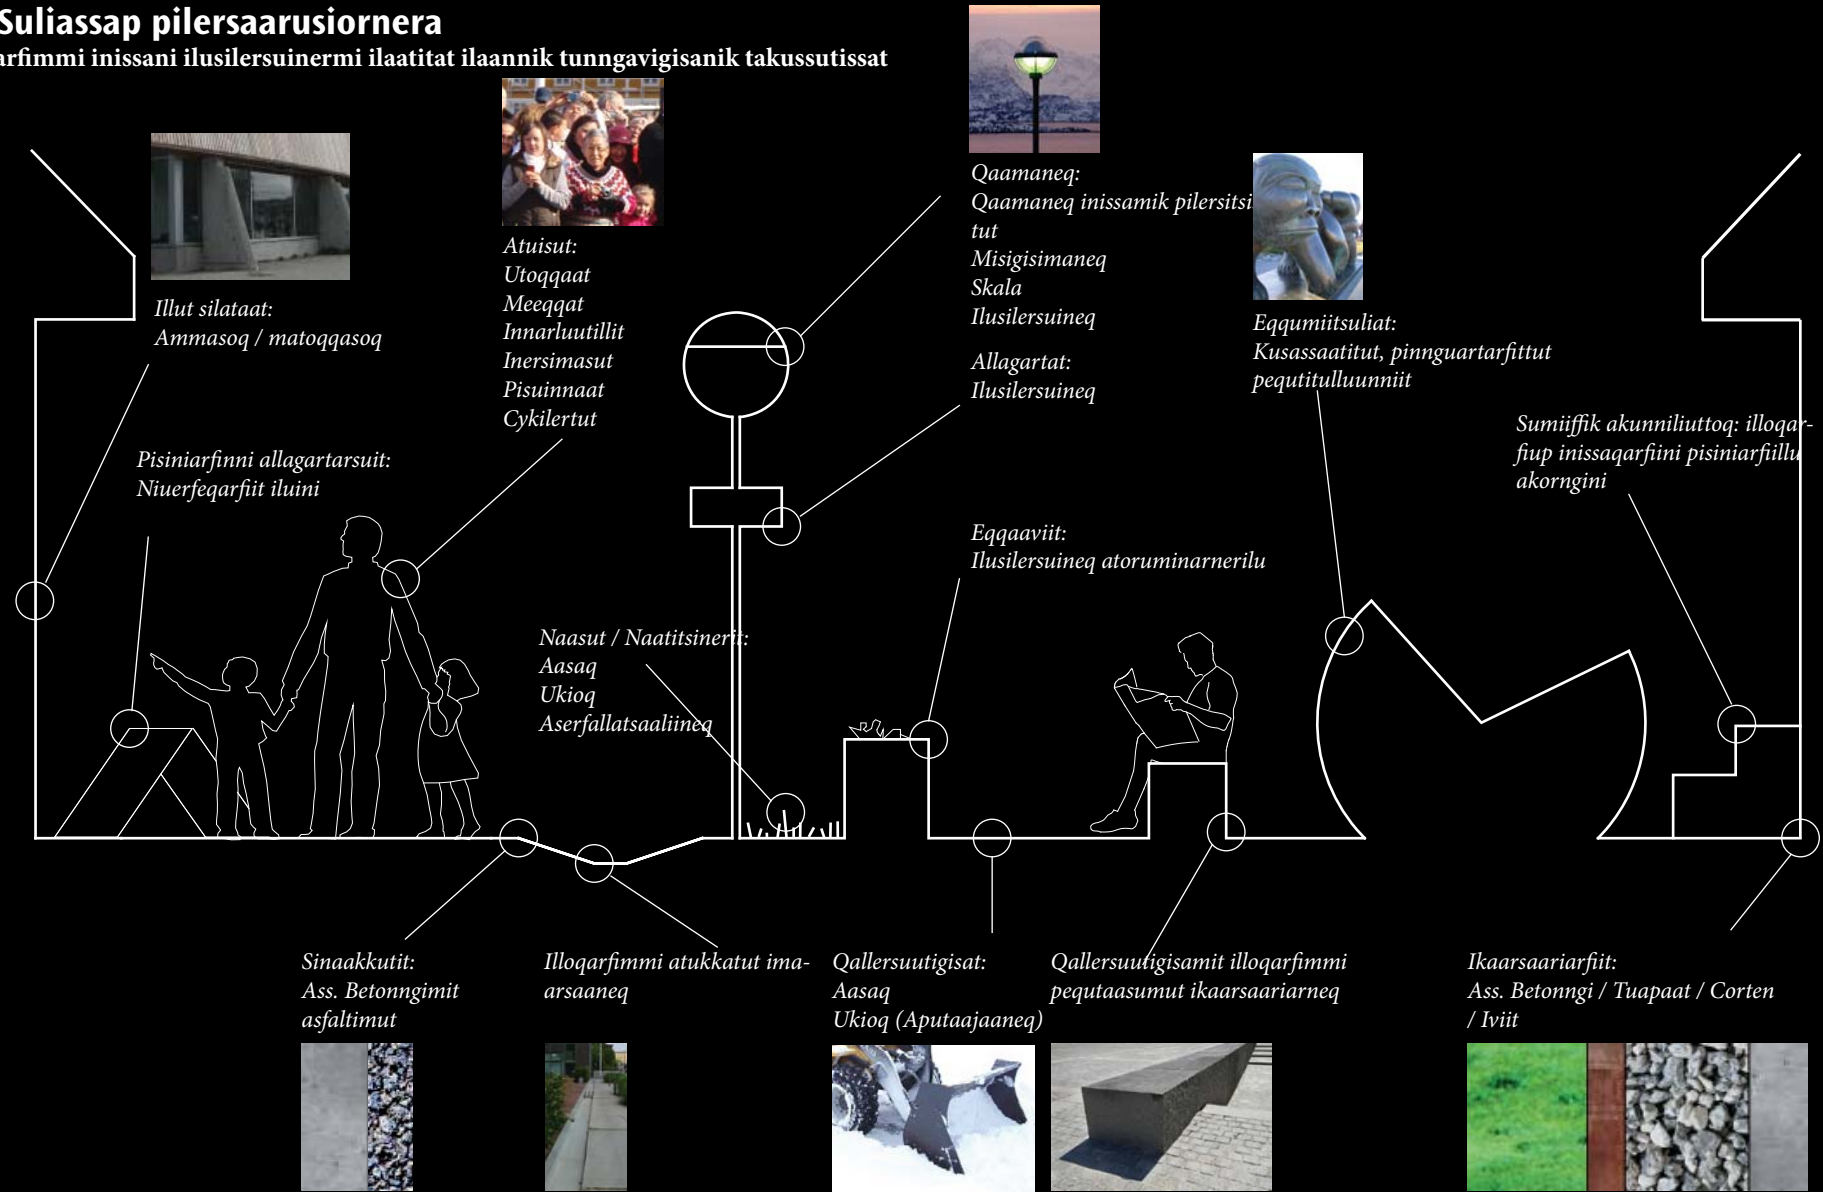 Suliassap pilersaarusiornera
arfimmi inissani ilusilersuinermi ilaatitat ilaannik tunngavigisanik takussutissat
Illut silataat:
Ammasoq / matoqqasoq
Pisiniarfinni allagartarsuit:
Niuerfeqarfiit iluini
Atuisut:
Utoqqaat
Meeqqat
Innarluutillit
Inersimasut
Pisuinnaat
Cykilertut
Naasut / Naatitsinerit:
Aasaq
Ukioq
Aserfallatsaaliineq
Qaamaneq:
Qaamaneq inissamik pilersitsi
tut
Misigisimaneq
Skala
Ilusilersuineq
Allagartat:
Ilusilersuineq
Eqqaaviit:
Ilusilersuineq atoruminarnerilu
Eqqumiitsuliat:
Kusassaatitut, pinnguartarfittut
pequtitulluunniit
Sumiiffik akunniliuttoq: illoqar-
fiup inissaqarfiini pisiniarfiillu
akorngini
Sinaakkutit:
Ass. Betonngimit
asfaltimut
Illoqarfimmi atukkatut ima-
arsaaneq
Qallersuutigisat:
Aasaq
Ukioq (Aputaajaaneq)
Qallersuutigisamit illoqarfimmi
pequtaasumut ikaarsaariarneq
Ikaarsaariarfiit:
Ass. Betonngi / Tuapaat / Corten
/ Iviit